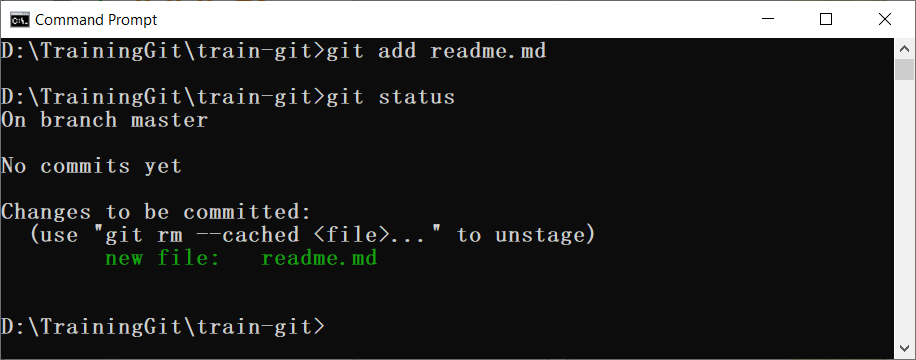 Command Prompt
D:\TrainingGit\train-git>git add readme.md
D:\TrainingGit\train-git>git status
On branch master
No commits yet
Changes to be committed:
  (use "git rm --cached <file>..." to unstage)
        new file:   readme.md
D:\TrainingGit\train-git>